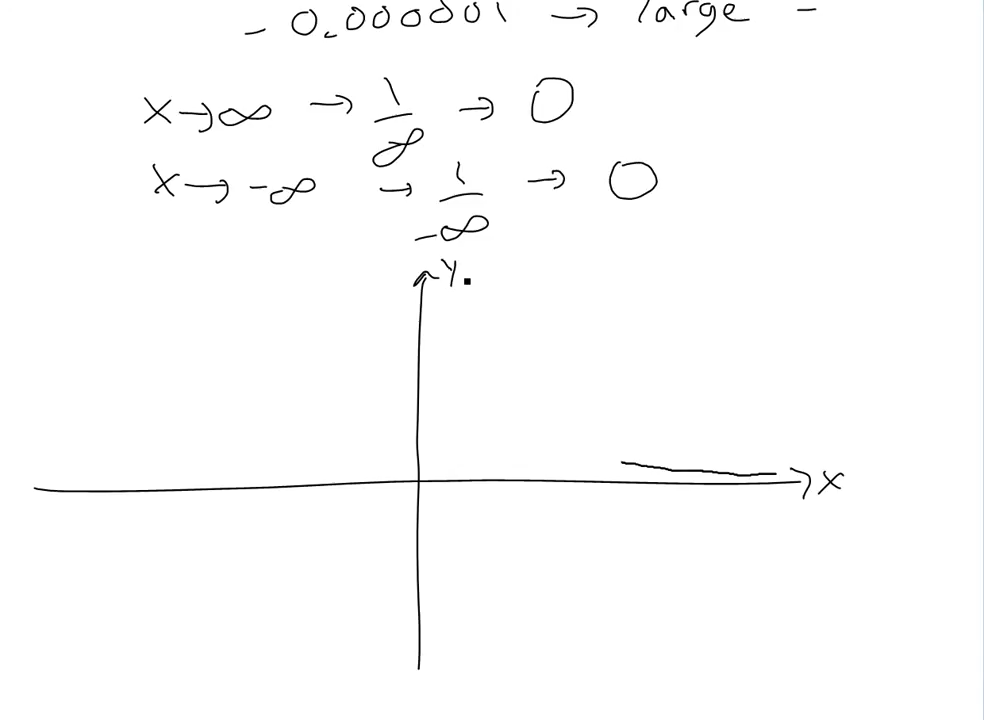 - 0.000001 → large -
x → ∞ → 1/∞ → 0
x → -∞ → 1/-∞ → 0
y
x